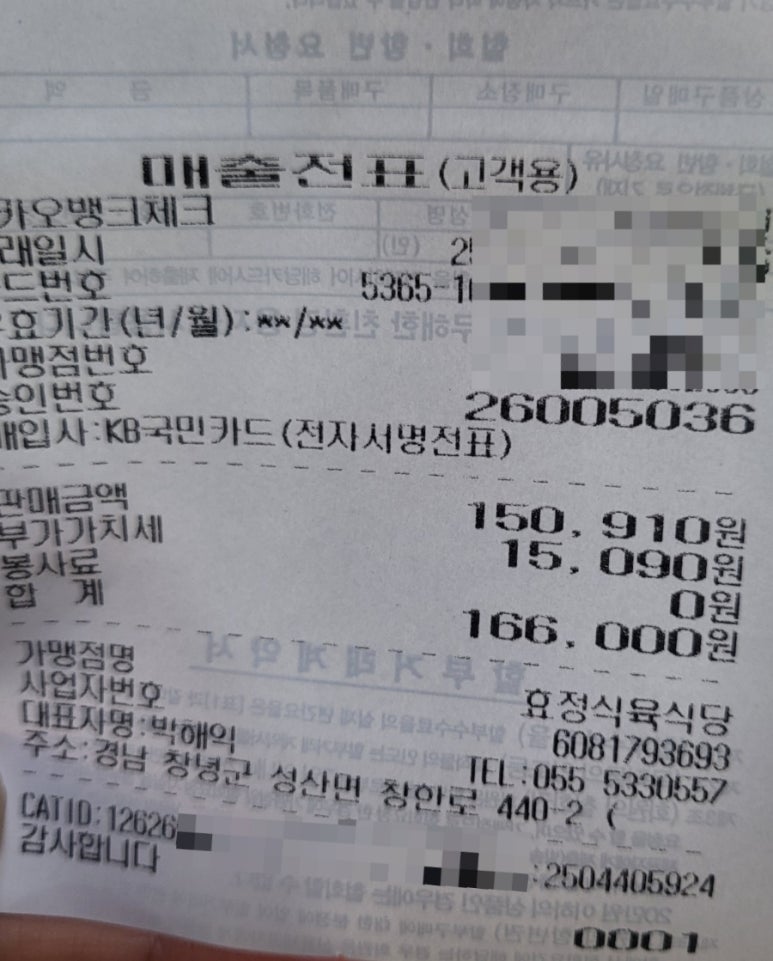 매출전표(고객용)
카오뱅크체크
래일시 2
드번호 5365-1
효기간(년/월):**/**
맹점번호
승인번호 26005036
매입사:KB국민카드(전자서명전표)
판매금액 150,910원
부가가치세 15,090원
봉사료 0원
합 계 166,000원
가맹점명 효정식육식당
사업자번호 6081793693
대표자명:박해익 TEL:055 5330557
주소:경남 창녕군 성산면 창한로 440-2 (
CATID:12626
:2504405924
감사합니다
0001